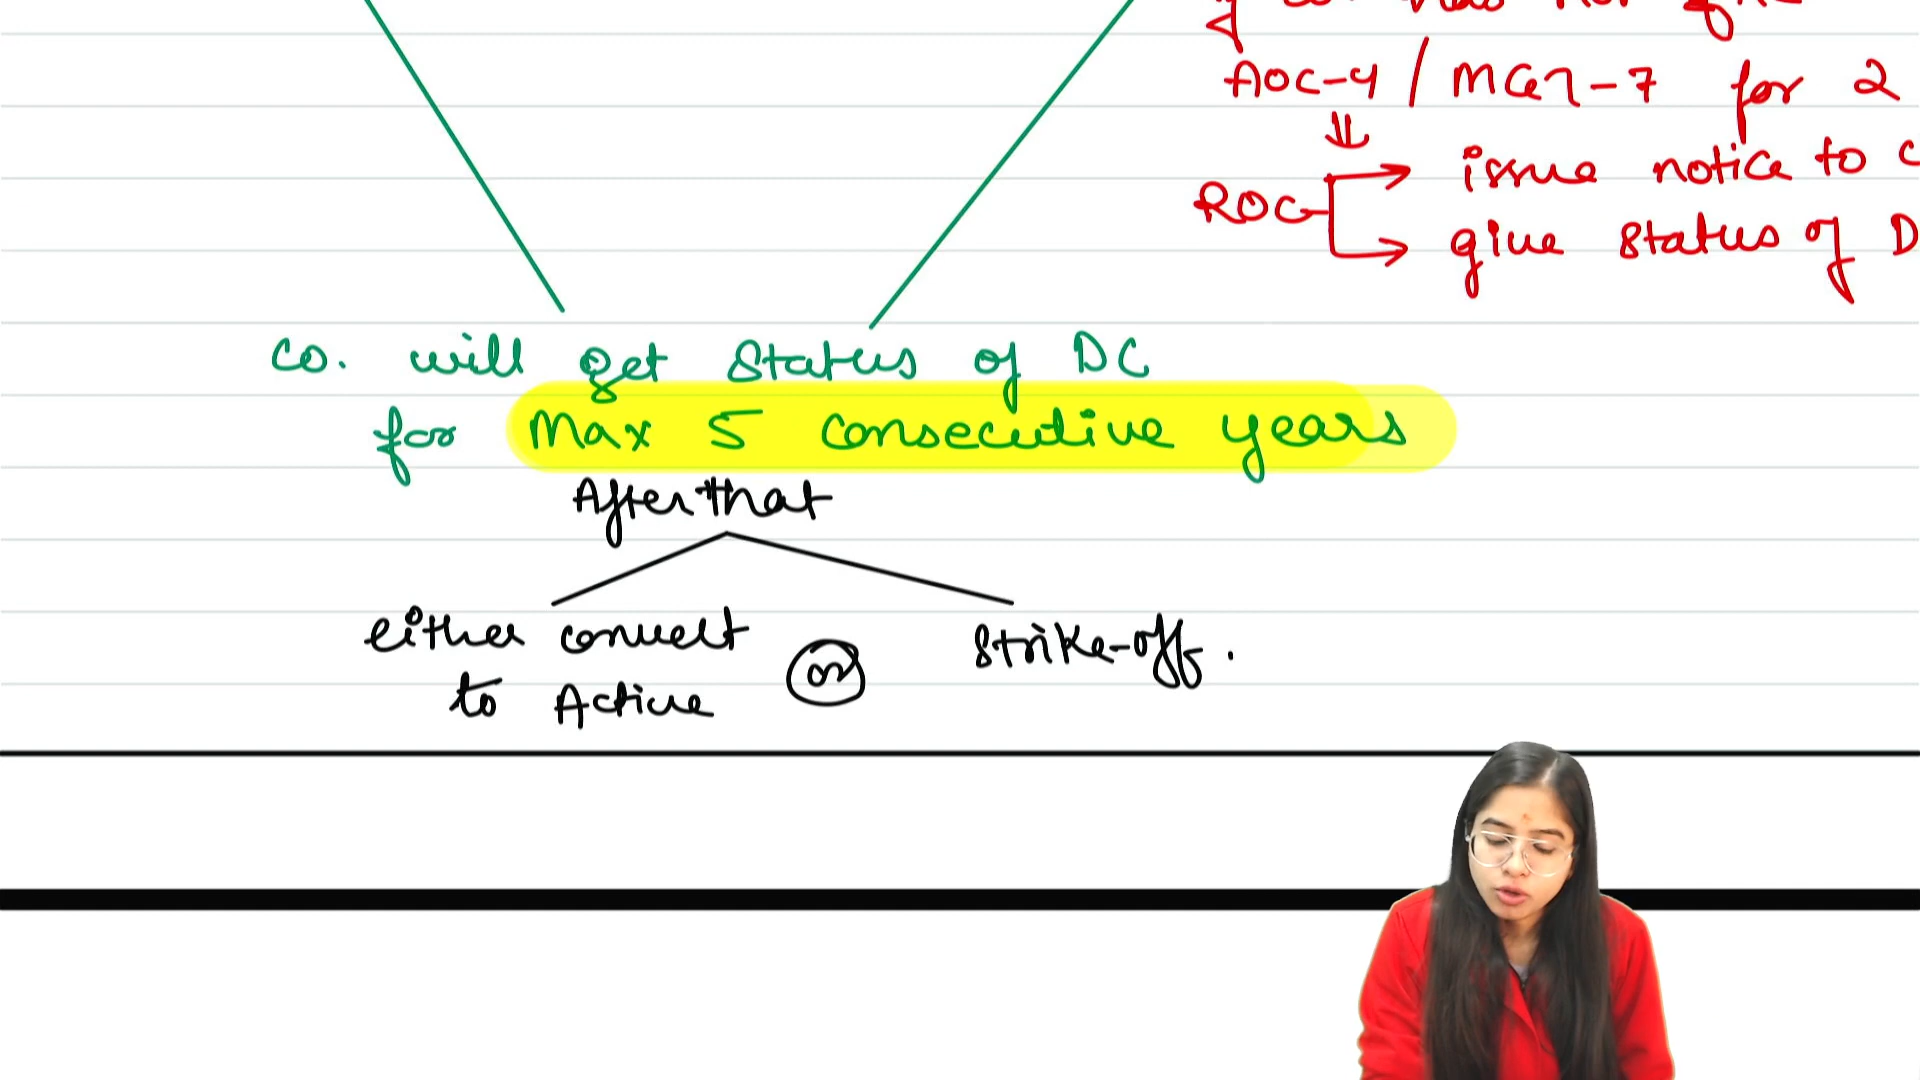 AOC-4 / MGT-7 for 2
⇓
ROC → issue notice to C
→ give status of D
co. will get status of DC
for Max 5 consecutive years
After that
either convert
to Active
or
strike-off.